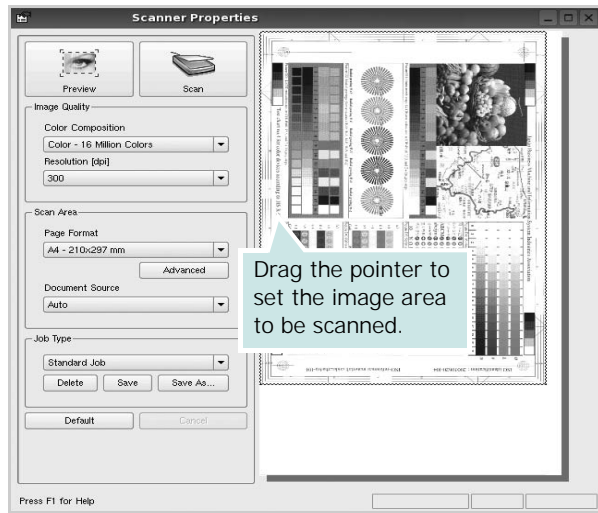 Scanner Properties
Preview
Scan
Image Quality
Color Composition
Color - 16 Million Colors
Resolution [dpi]
300
Scan Area
Page Format
A4 - 210x297 mm
Advanced
Document Source
Auto
Job Type
Standard Job
Delete
Save
Save As...
Default
Cancel
Drag the pointer to
set the image area
to be scanned.
Press F1 for Help